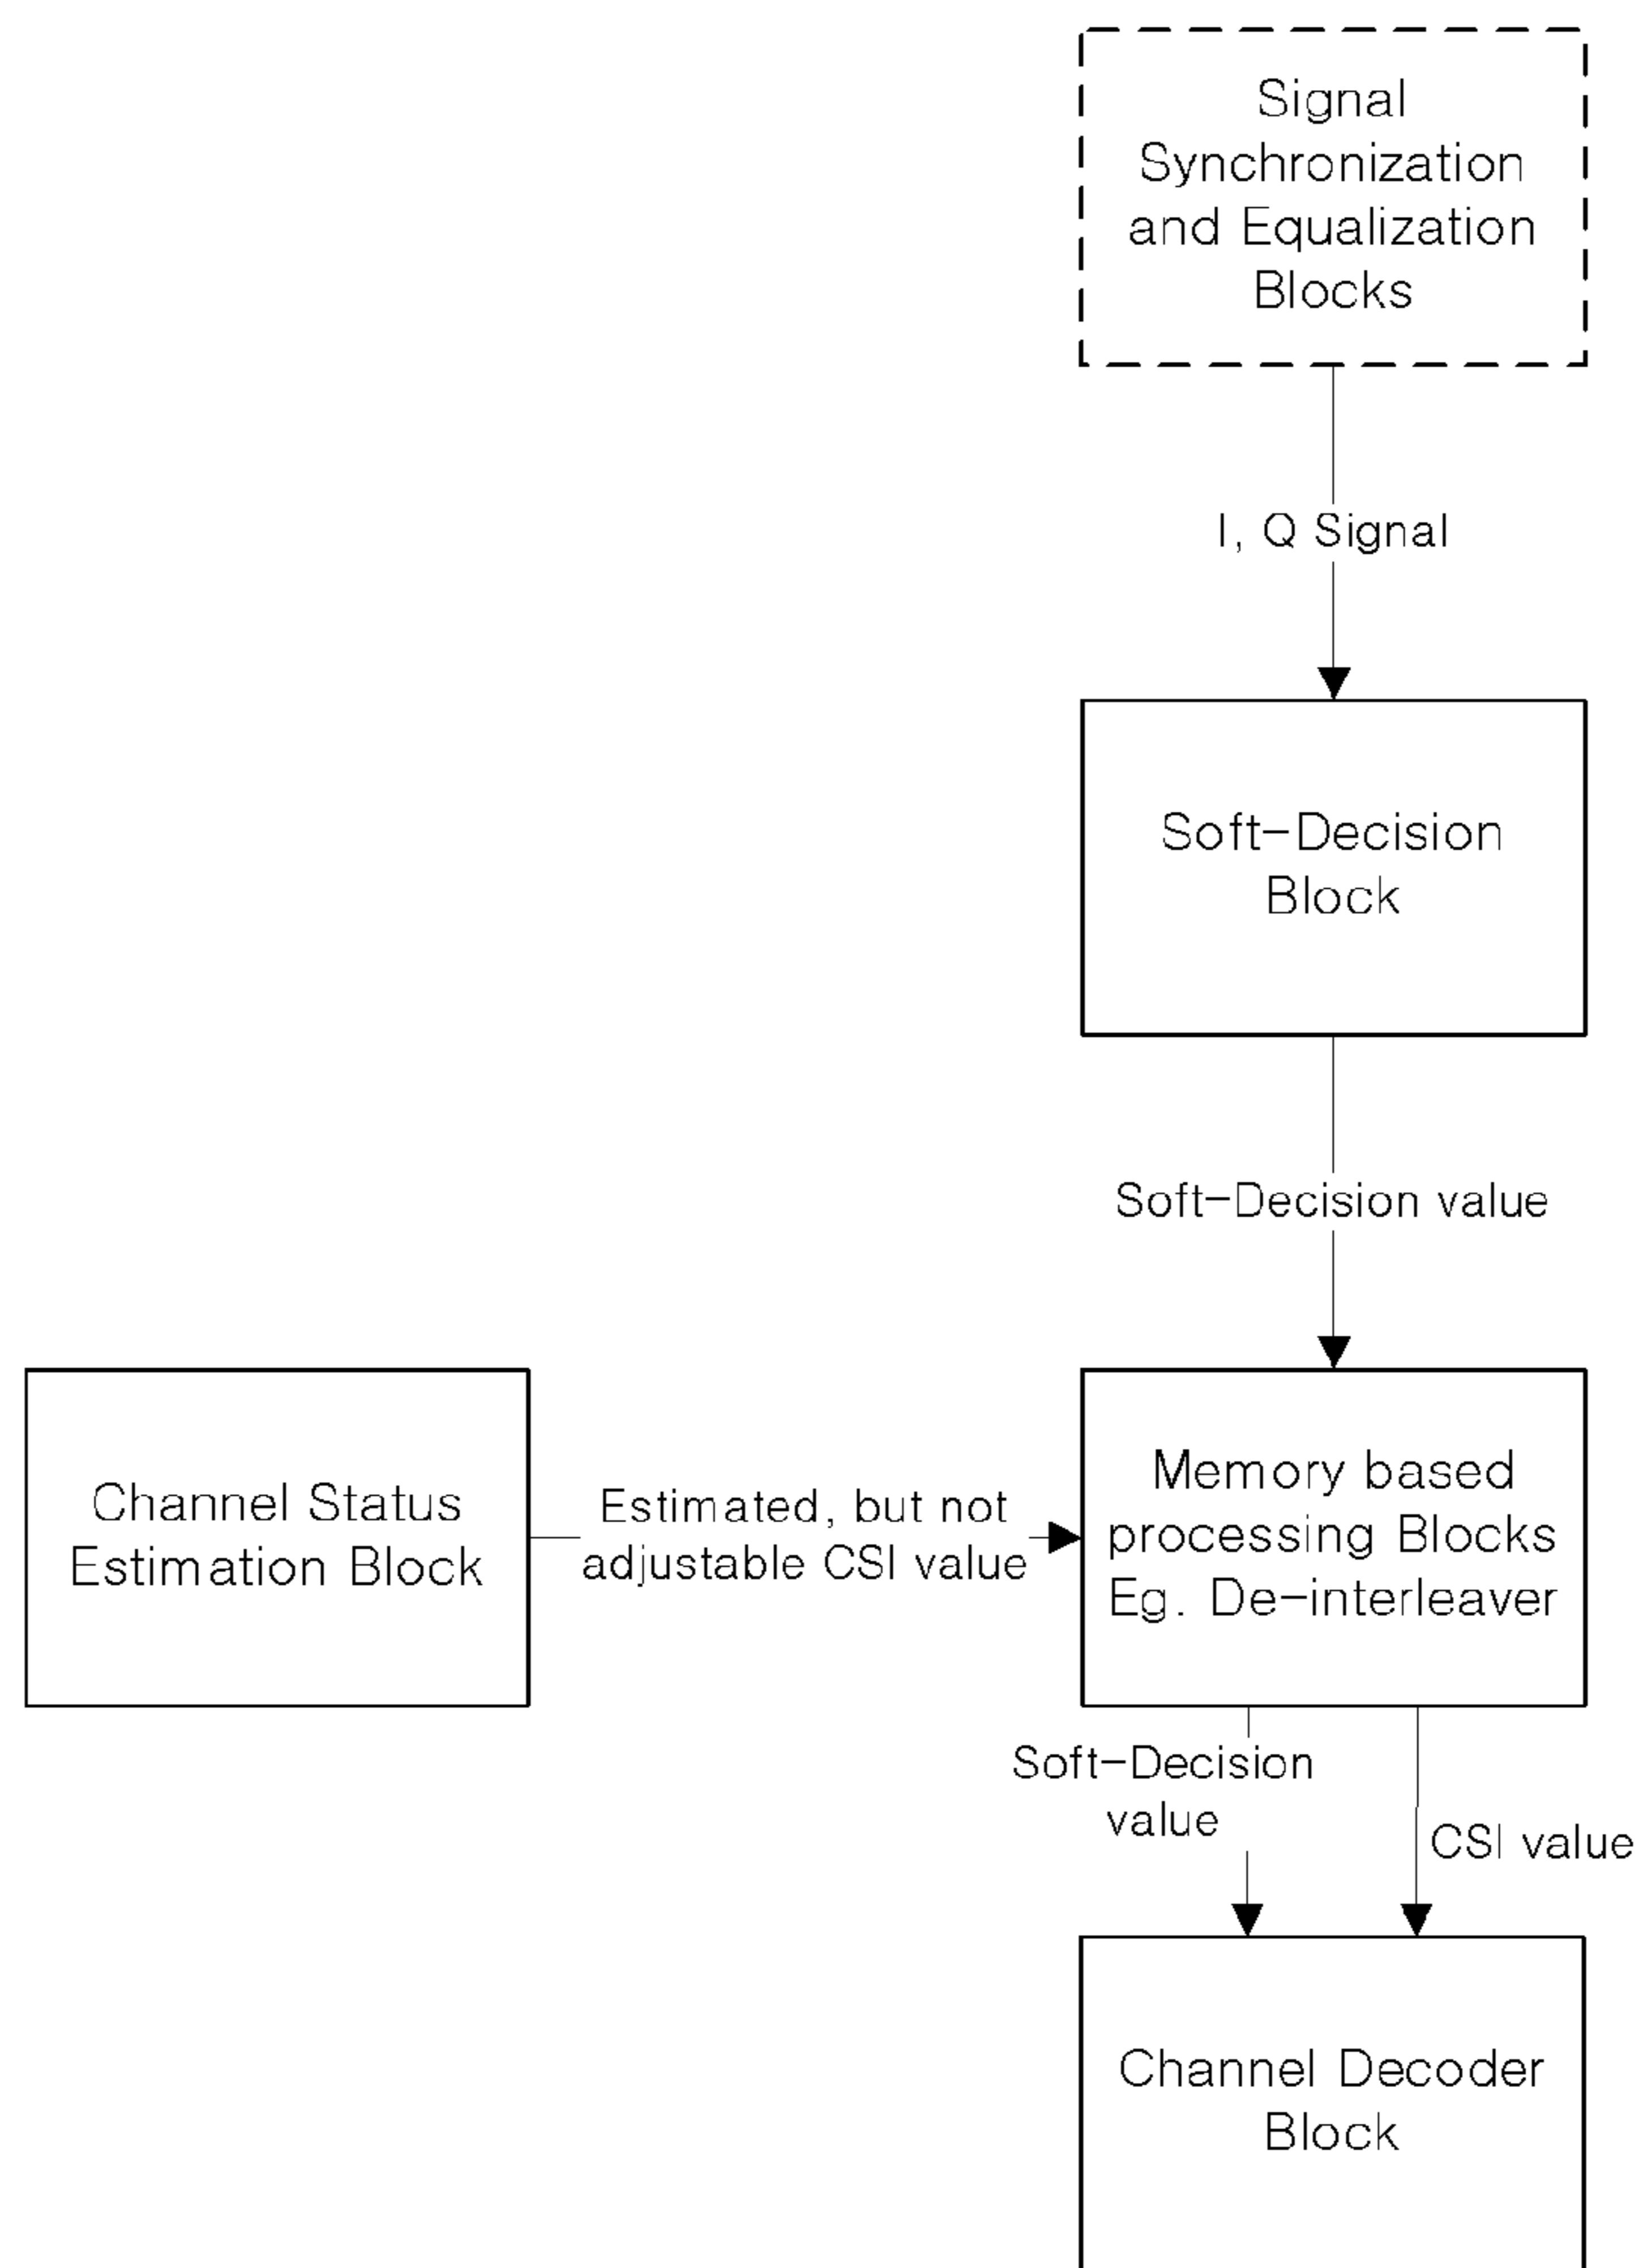 Signal
Synchronization
and Equalization
Blocks
I, Q Signal
Soft-Decision
Block
Soft-Decision value
Channel Status
Estimation Block
Estimated, but not
adjustable CSI value
Memory based
processing Blocks
Eg. De-interleaver
Soft-Decision
value
CSI value
Channel Decoder
Block